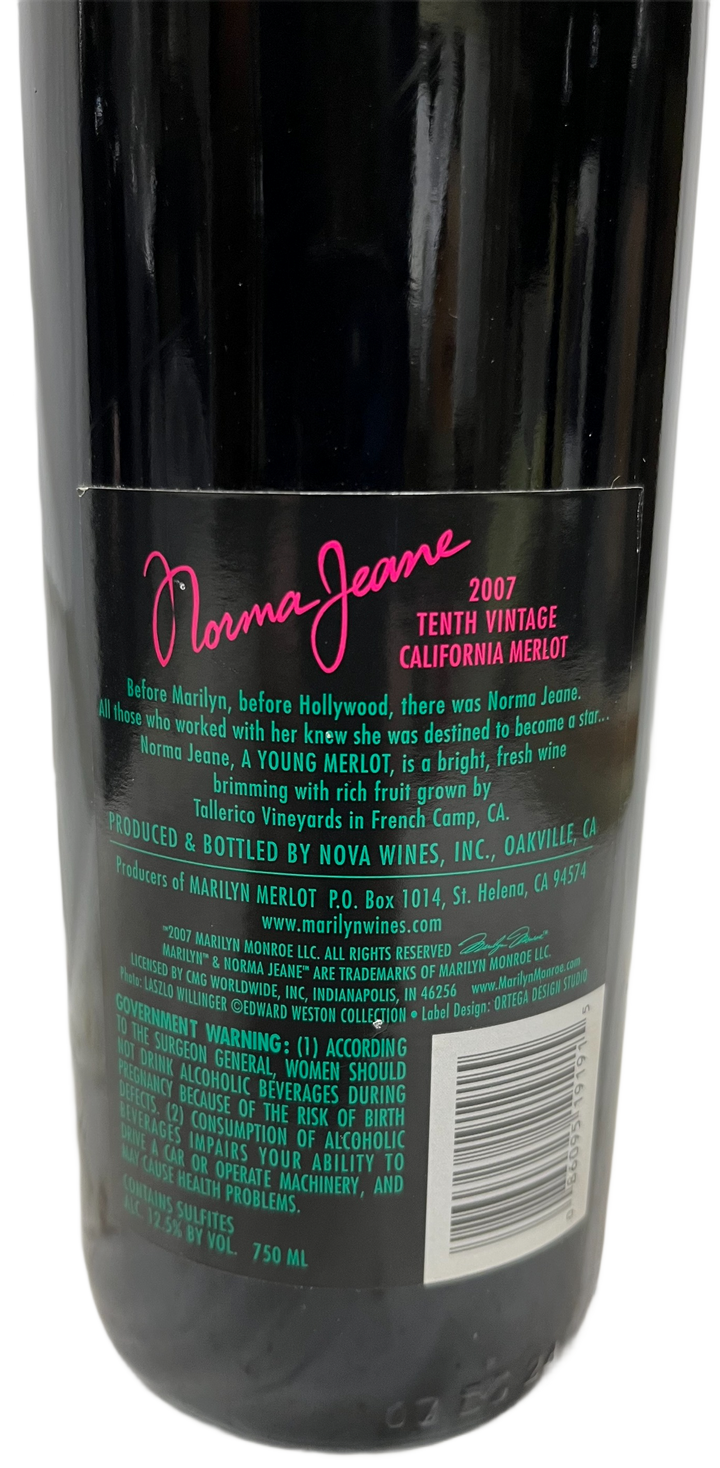 Norma Jeane
2007
TENTH VINTAGE
CALIFORNIA MERLOT
Before Marilyn, before Hollywood, there was Norma Jeane.
All those who worked with her knew she was destined to become a star...
Norma Jeane, A YOUNG MERLOT, is a bright, fresh wine
brimming with rich fruit grown by
Tallerico Vineyards in French Camp, CA.
PRODUCED & BOTTLED BY NOVA WINES, INC., OAKVILLE, CA
Producers of MARILYN MERLOT P.O. Box 1014, St. Helena, CA 94574
www.marilynwines.com
™2007 MARILYN MONROE LLC. ALL RIGHTS RESERVED Marilyn Monroe™
MARILYN™ & NORMA JEANE™ ARE TRADEMARKS OF MARILYN MONROE LLC.
LICENSED BY CMG WORLDWIDE, INC, INDIANAPOLIS, IN 46256 www.MarilynMonroe.com
Photo: LASZLO WILLINGER ©EDWARD WESTON COLLECTION • Label Design: ORTEGA DESIGN STUDIO
GOVERNMENT WARNING: (1) ACCORDING
TO THE SURGEON GENERAL, WOMEN SHOULD
NOT DRINK ALCOHOLIC BEVERAGES DURING
PREGNANCY BECAUSE OF THE RISK OF BIRTH
DEFECTS. (2) CONSUMPTION OF ALCOHOLIC
BEVERAGES IMPAIRS YOUR ABILITY TO
DRIVE A CAR OR OPERATE MACHINERY, AND
MAY CAUSE HEALTH PROBLEMS.
CONTAINS SULFITES
ALC. 12.5% BY VOL. 750 ML
0 86095 19191 5